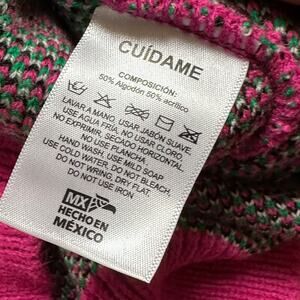 CUÍDAME
COMPOSICIÓN:
50% Algodón 50% acrílico
LAVAR A MANO, USAR JABÓN SUAVE,
USE AGUA FRÍA, NO USAR CLORO,
NO EXPRIMIR, SECADO HORIZONTAL,
NO USE PLANCHA.
HAND WASH, USE MILD SOAP
USE COLD WATER, DO NOT BLEACH,
DO NOT WRING, DRY FLAT,
DO NOT USE IRON
MX
HECHO EN
MÉXICO